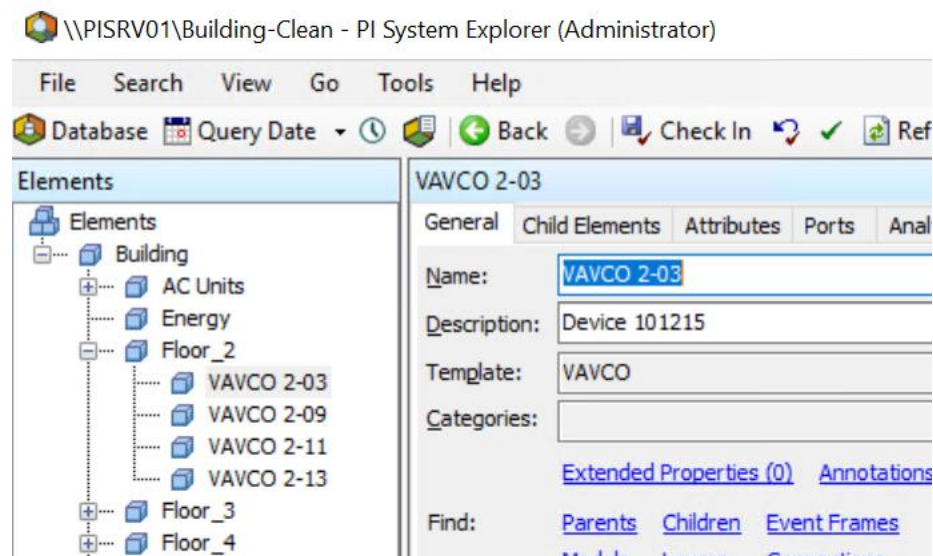 \\PISRV01\Building-Clean - PI System Explorer (Administrator)
File Search View Go Tools Help
Database Query Date Back Check In Ref
Elements
Elements
Building
AC Units
Energy
Floor_2
VAVCO 2-03
VAVCO 2-09
VAVCO 2-11
VAVCO 2-13
Floor_3
Floor_4
VAVCO 2-03
General Child Elements Attributes Ports Anal
Name: VAVCO 2-03
Description: Device 101215
Template: VAVCO
Categories:
Extended Properties (0) Annotations
Find: Parents Children Event Frames